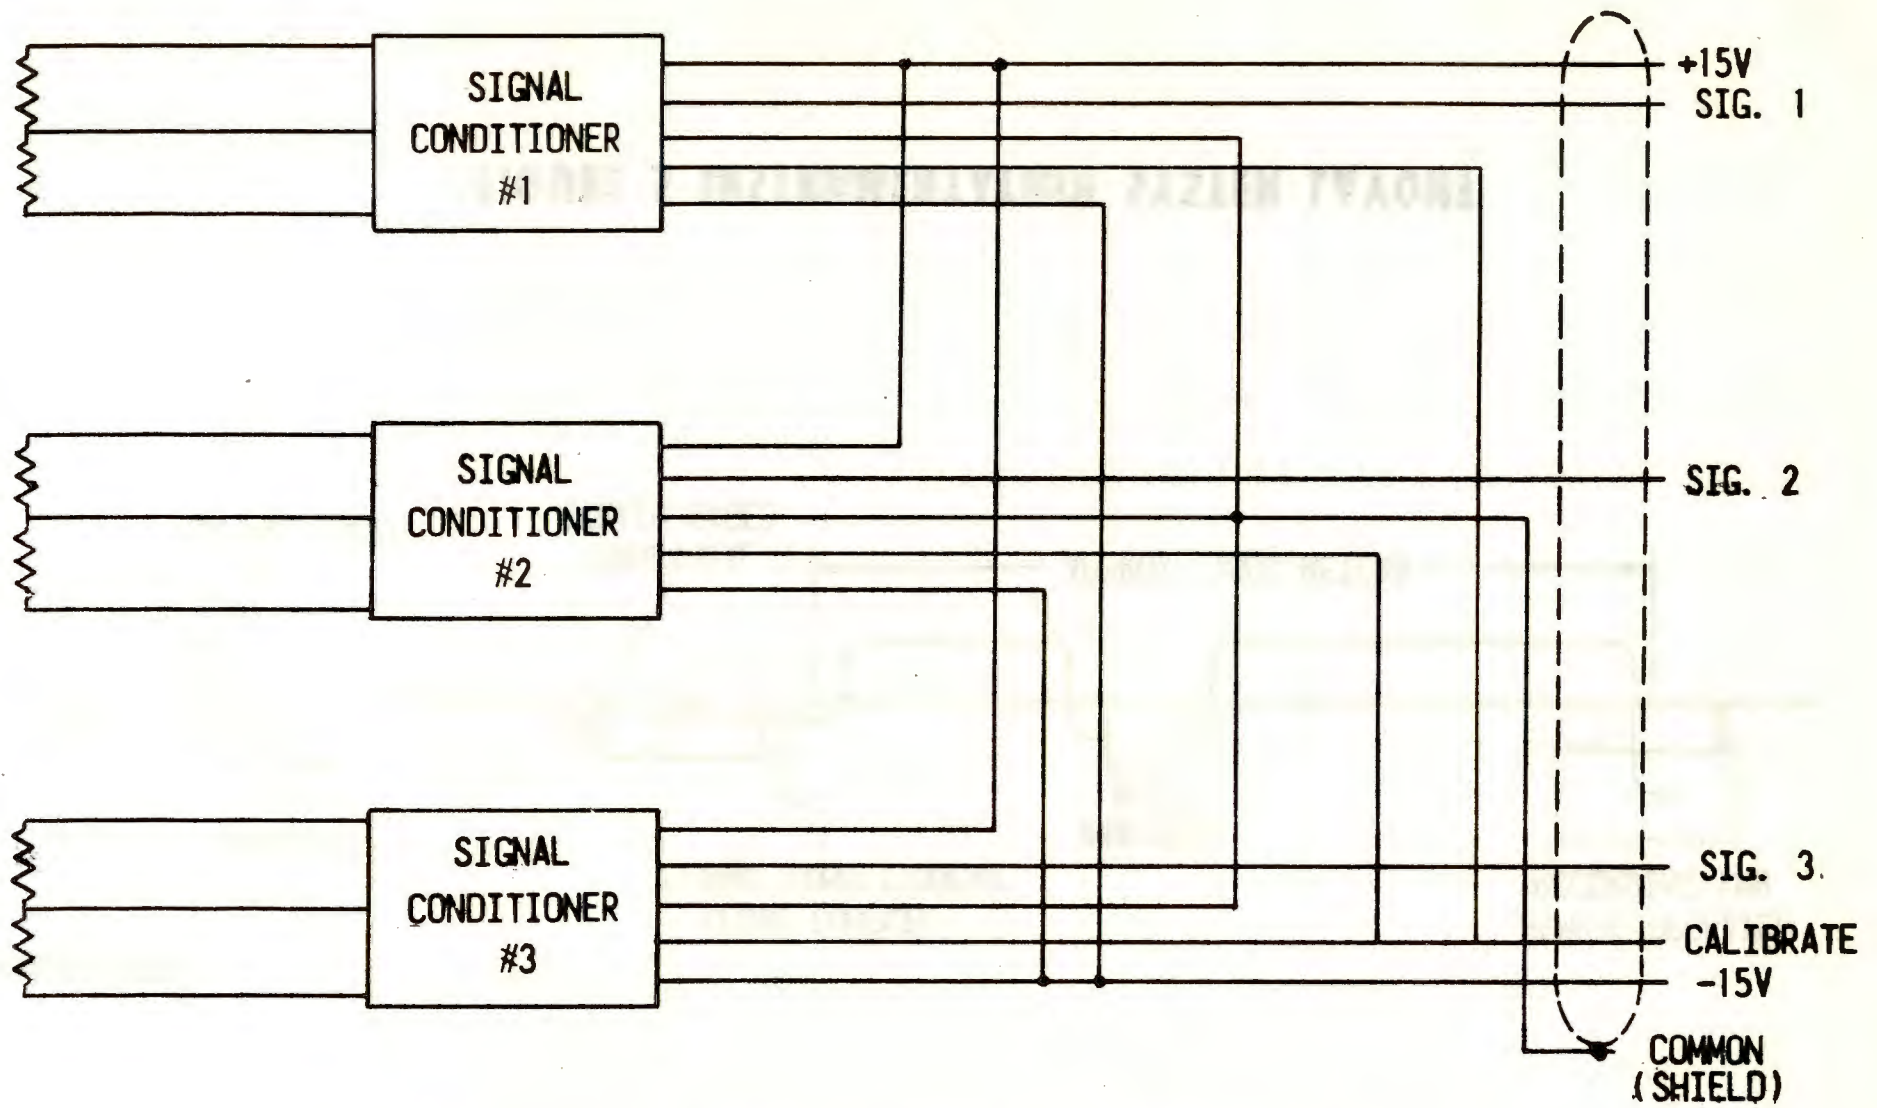 SIGNAL
CONDITIONER
#1
+15V
SIG. 1
SIGNAL
CONDITIONER
#2
SIG. 2
SIGNAL
CONDITIONER
#3
SIG. 3
CALIBRATE
-15V
COMMON
(SHIELD)